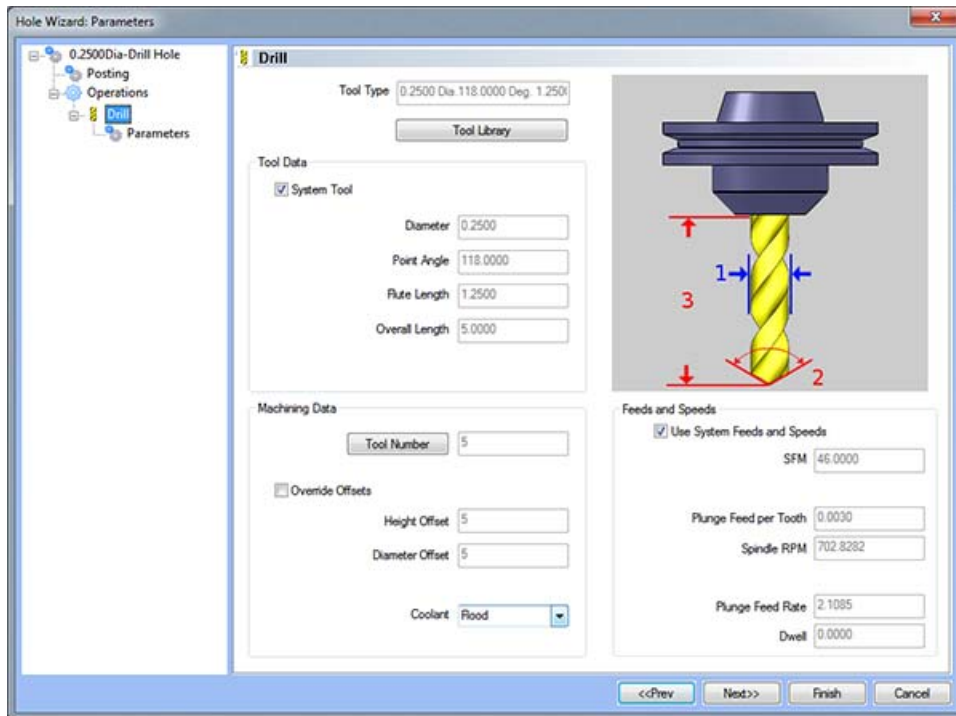 Hole Wizard: Parameters
0.2500Dia-Drill Hole
Posting
Operations
Drill
Parameters
Drill
Tool Type 0.2500 Dia.118.0000 Deg. 1.250
Tool Library
Tool Data
System Tool
Diameter 0.2500
Point Angle 118.0000
Flute Length 1.2500
Overall Length 5.0000
1
3
2
Machining Data
Tool Number 5
Override Offsets
Height Offset 5
Diameter Offset 5
Coolant Flood
Feeds and Speeds
Use System Feeds and Speeds
SFM 46.0000
Plunge Feed per Tooth 0.0030
Spindle RPM 702.8282
Plunge Feed Rate 2.1085
Dwell 0.0000
<<Prev Next>> Finish Cancel